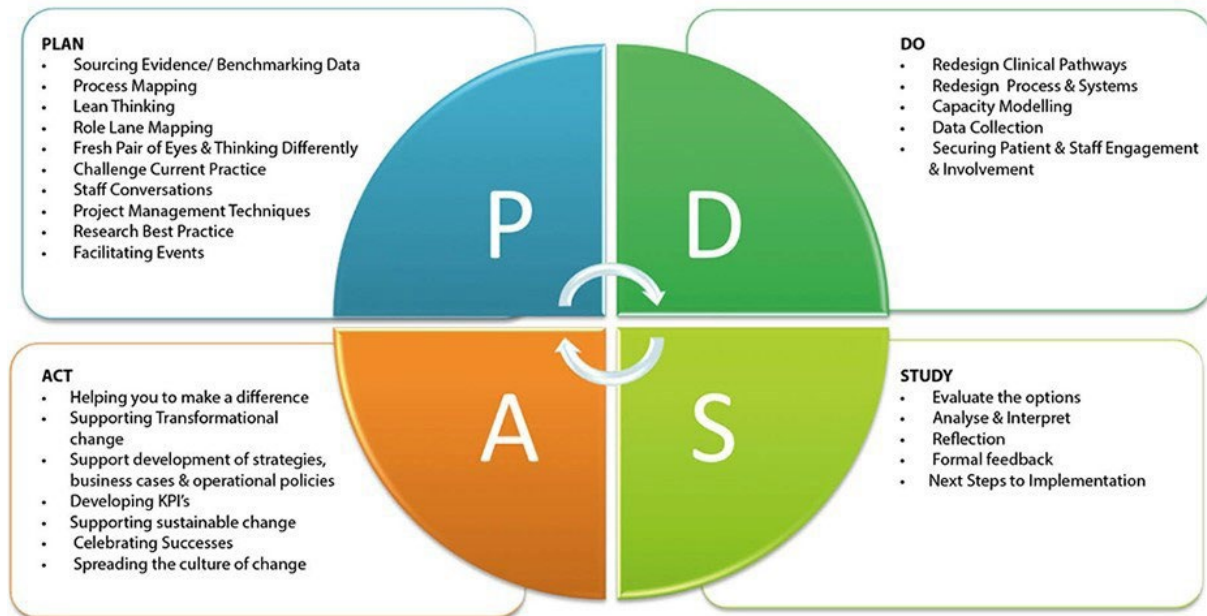 PLAN
• Sourcing Evidence/ Benchmarking Data
• Process Mapping
• Lean Thinking
• Role Lane Mapping
• Fresh Pair of Eyes & Thinking Differently
• Challenge Current Practice
• Staff Conversations
• Project Management Techniques
• Research Best Practice
• Facilitating Events
DO
• Redesign Clinical Pathways
• Redesign Process & Systems
• Capacity Modelling
• Data Collection
• Securing Patient & Staff Engagement
& Involvement
P
D
A
S
ACT
• Helping you to make a difference
• Supporting Transformational
change
• Support development of strategies,
business cases & operational policies
• Developing KPI's
• Supporting sustainable change
• Celebrating Successes
• Spreading the culture of change
STUDY
• Evaluate the options
• Analyse & Interpret
• Reflection
• Formal feedback
• Next Steps to Implementation